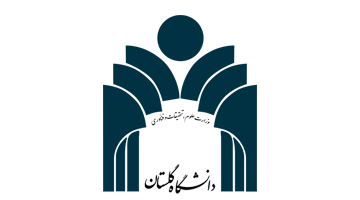 وزارت علوم، تحقیقات و فناوری
دانشگاه گلستان